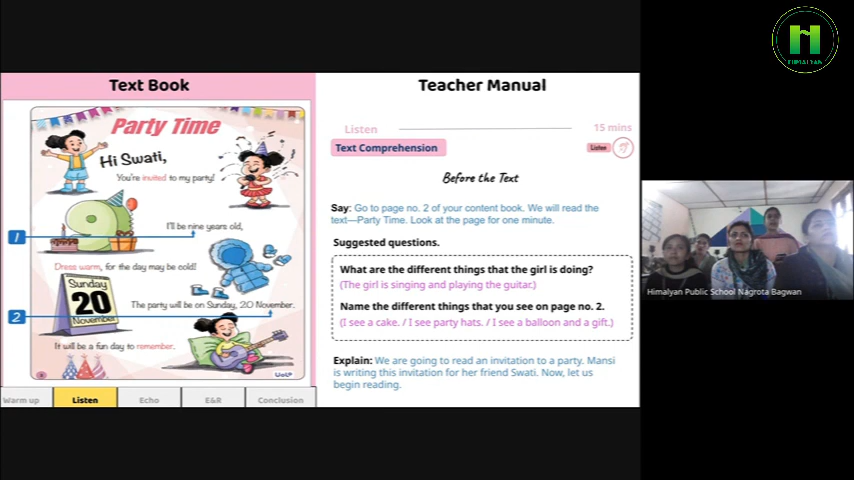 HIMALYAN
Text Book
Party Time
Hi Swati,
You're invited to my party!
9
1
I'll be nine years old,
Dress warm, for the day may be cold!
Sunday
20
November
The party will be on Sunday, 20 November.
2
It will be a fun day to remember.
Warm up
Listen
Echo
E&R
Conclusion
Teacher Manual
Listen
15 mins
Text Comprehension
Listen
Before the Text
Say: Go to page no. 2 of your content book. We will read the
text—Party Time. Look at the page for one minute.
Suggested questions.
What are the different things that the girl is doing?
(The girl is singing and playing the guitar.)
Name the different things that you see on page no. 2.
(I see a cake. / I see party hats. / I see a balloon and a gift.)
Explain: We are going to read an invitation to a party. Mansi
is writing this invitation for her friend Swati. Now, let us
begin reading.
Himalyan Public School Nagrota Bagwan